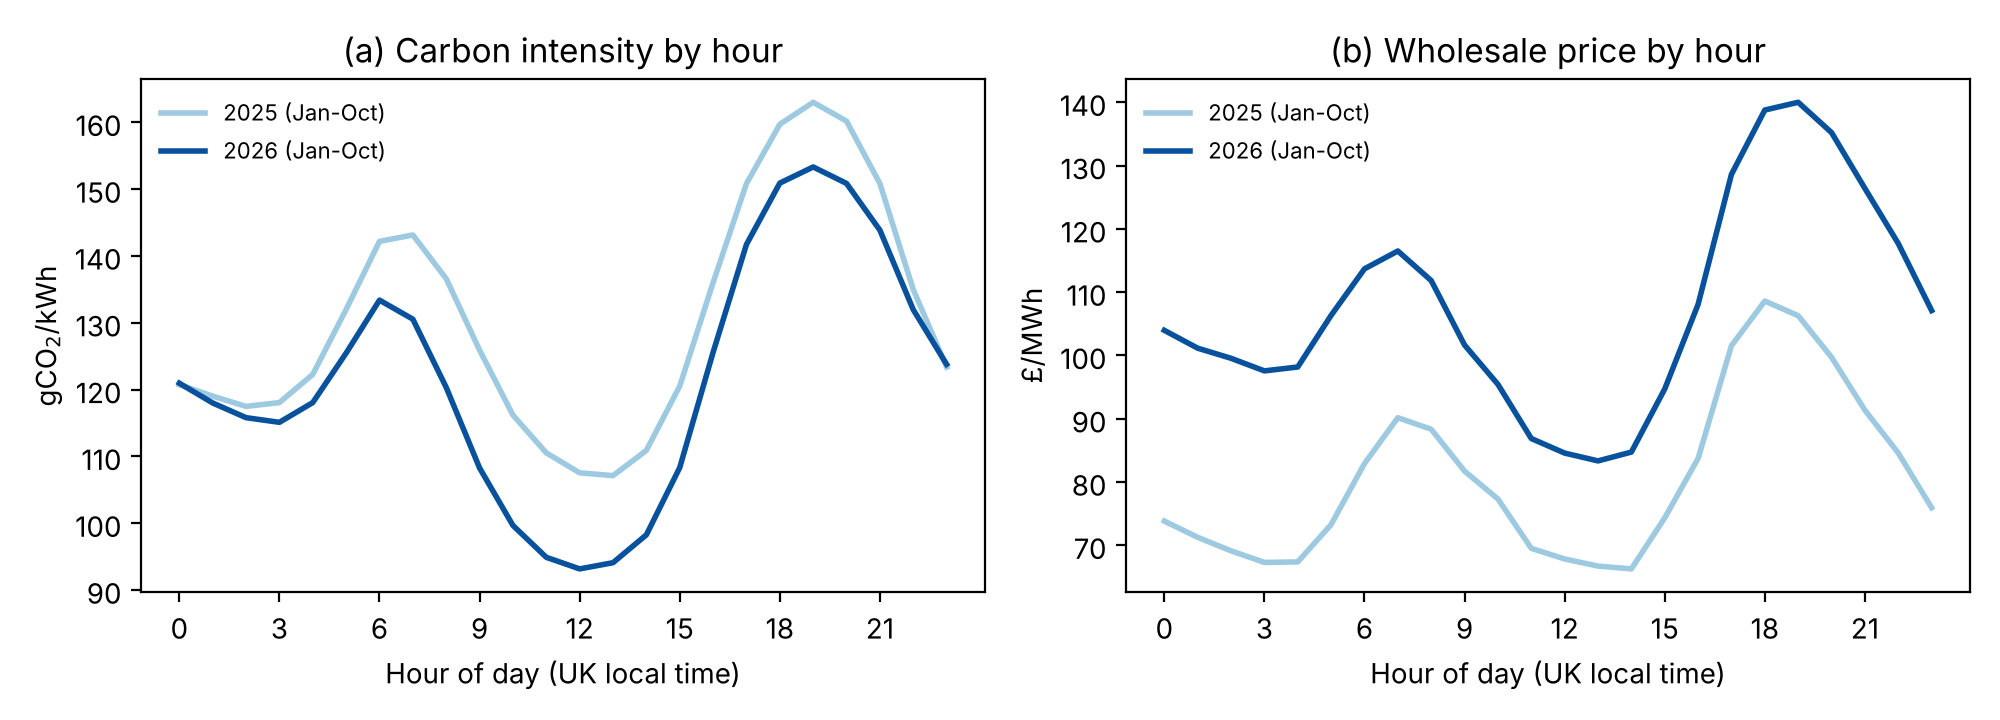 (a) Carbon intensity by hour
2025 (Jan-Oct)
2026 (Jan-Oct)
gCO₂/kWh
160
150
140
130
120
110
100
90
0 3 6 9 12 15 18 21
Hour of day (UK local time)
(b) Wholesale price by hour
2025 (Jan-Oct)
2026 (Jan-Oct)
£/MWh
140
130
120
110
100
90
80
70
0 3 6 9 12 15 18 21
Hour of day (UK local time)